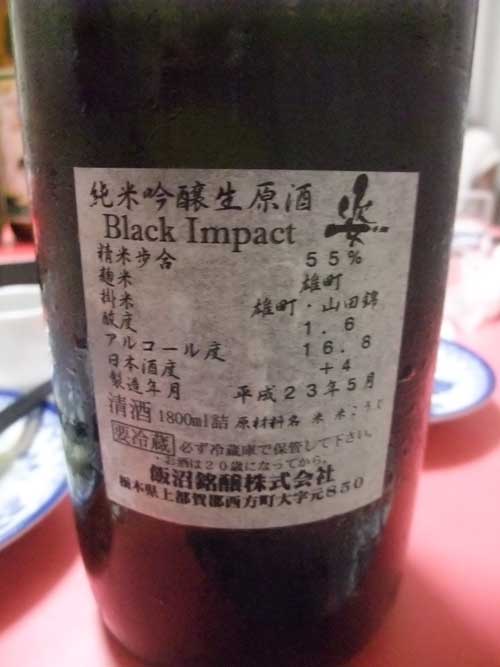 純米吟醸生原酒 姿
Black Impact
精米歩合 55%
麹米 雄町
掛米 雄町・山田錦
酸度 1.6
アルコール度 16.8
日本酒度 +4
製造年月 平成23年5月
清酒 1800ml詰 原材料名 米 米こうじ
要冷蔵 必ず冷蔵庫で保管して下さい。
お酒は20歳になってから。
飯沼銘醸株式会社
栃木県上都賀郡西方町大字元850